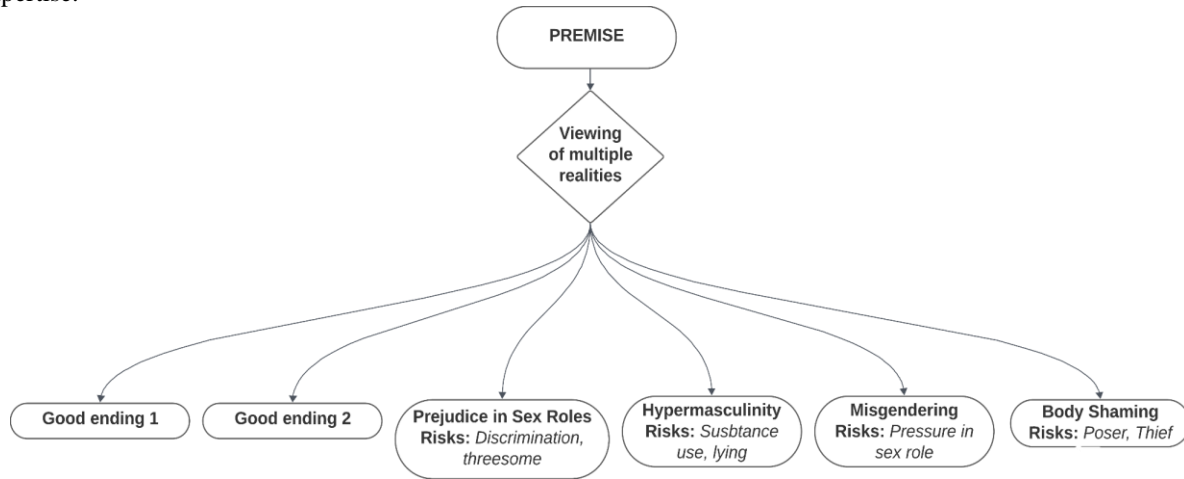 pertise.
PREMISE
Viewing
of multiple
realities
Good ending 1
Good ending 2
Prejudice in Sex Roles
Risks: Discrimination,
threesome
Hypermasculinity
Risks: Susbtance
use, lying
Misgendering
Risks: Pressure in
sex role
Body Shaming
Risks: Poser, Thief